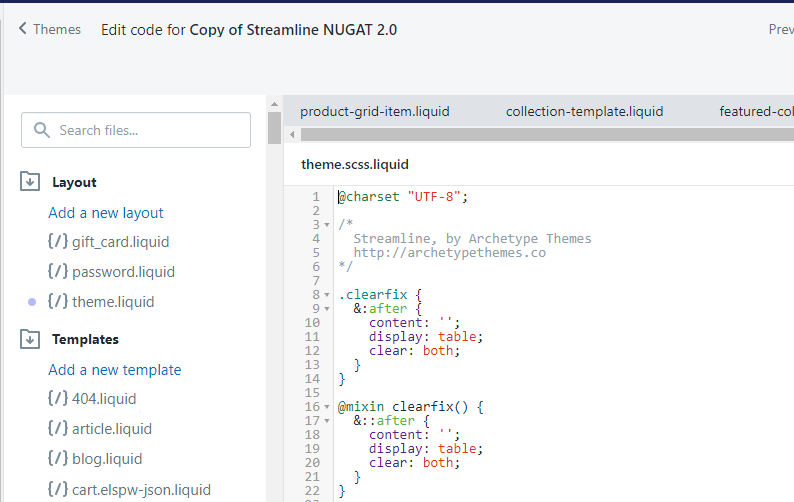 Themes Edit code for Copy of Streamline NUGAT 2.0
Search files...
Layout
Add a new layout
{/} gift_card.liquid
{/} password.liquid
{/} theme.liquid
Templates
Add a new template
{/} 404.liquid
{/} article.liquid
{/} blog.liquid
{/} cart.elspw-json.liquid
product-grid-item.liquid collection-template.liquid
theme.scss.liquid
1 @charset "UTF-8";
2
3 /*
4 Streamline, by Archetype Themes
5 http://archetypethemes.co
6 */
7
8 .clearfix {
9 &:after {
10 content: '';
11 display: table;
12 clear: both;
13 }
14 }
15
16 @mixin clearfix() {
17 &::after {
18 content: '';
19 display: table;
20 clear: both;
21 }
22 }